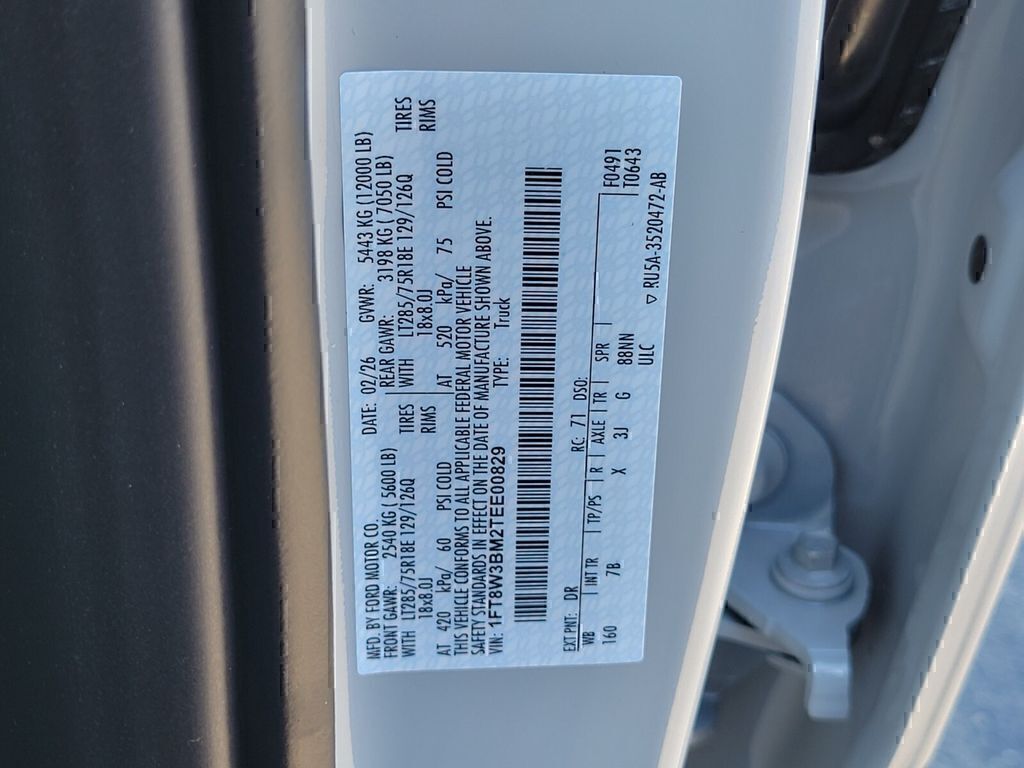 MFD. BY FORD MOTOR CO. DATE: 02/26 GVWR: 5443 KG (12000 LB)
FRONT GAWR: 2540 KG ( 5600 LB) REAR GAWR: 3198 KG ( 7050 LB)
WITH LT285/75R18E 129/126Q TIRES WITH LT285/75R18E 129/126Q TIRES
18x8.0J RIMS 18x8.0J RIMS
AT 420 kPa/ 60 PSI COLD AT 520 kPa/ 75 PSI COLD
THIS VEHICLE CONFORMS TO ALL APPLICABLE FEDERAL MOTOR VEHICLE
SAFETY STANDARDS IN EFFECT ON THE DATE OF MANUFACTURE SHOWN ABOVE.
VIN: 1FT8W3BM2TEE00829 TYPE: Truck
EXT PNT: DR RC: 71 DSO:
WB | INT TR | TP/PS | R | AXLE | TR | SPR | F0491
160 7B X 3J G 88NN T0643
ULC ▽ RU5A-3520472-AB